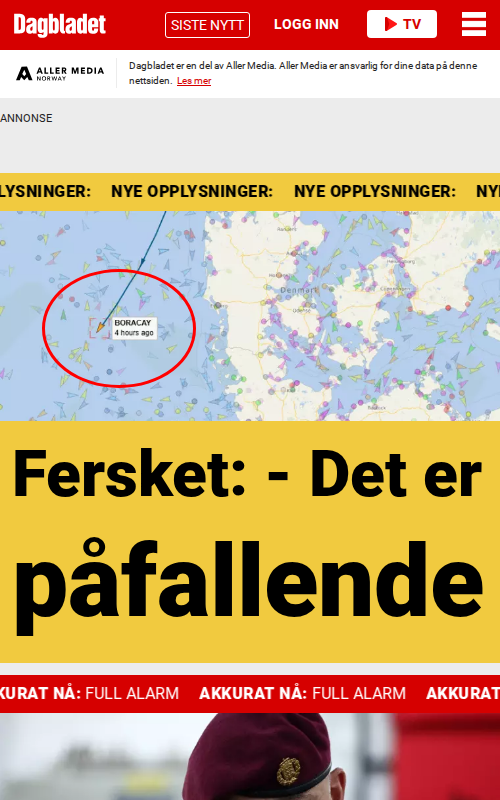 Dagbladet
SISTE NYTT
LOGG INN
TV
ALLER MEDIA
NORWAY
Dagbladet er en del av Aller Media. Aller Media er ansvarlig for dine data på denne
nettsiden. Les mer
ANNONSE
LYSNINGER: NYE OPPLYSNINGER: NYE OPPLYSNINGER: NY
Denmark
BORACAY
4 hours ago
Fersket: - Det er
påfallende
KURAT NÅ: FULL ALARM AKKURAT NÅ: FULL ALARM AKKURAT